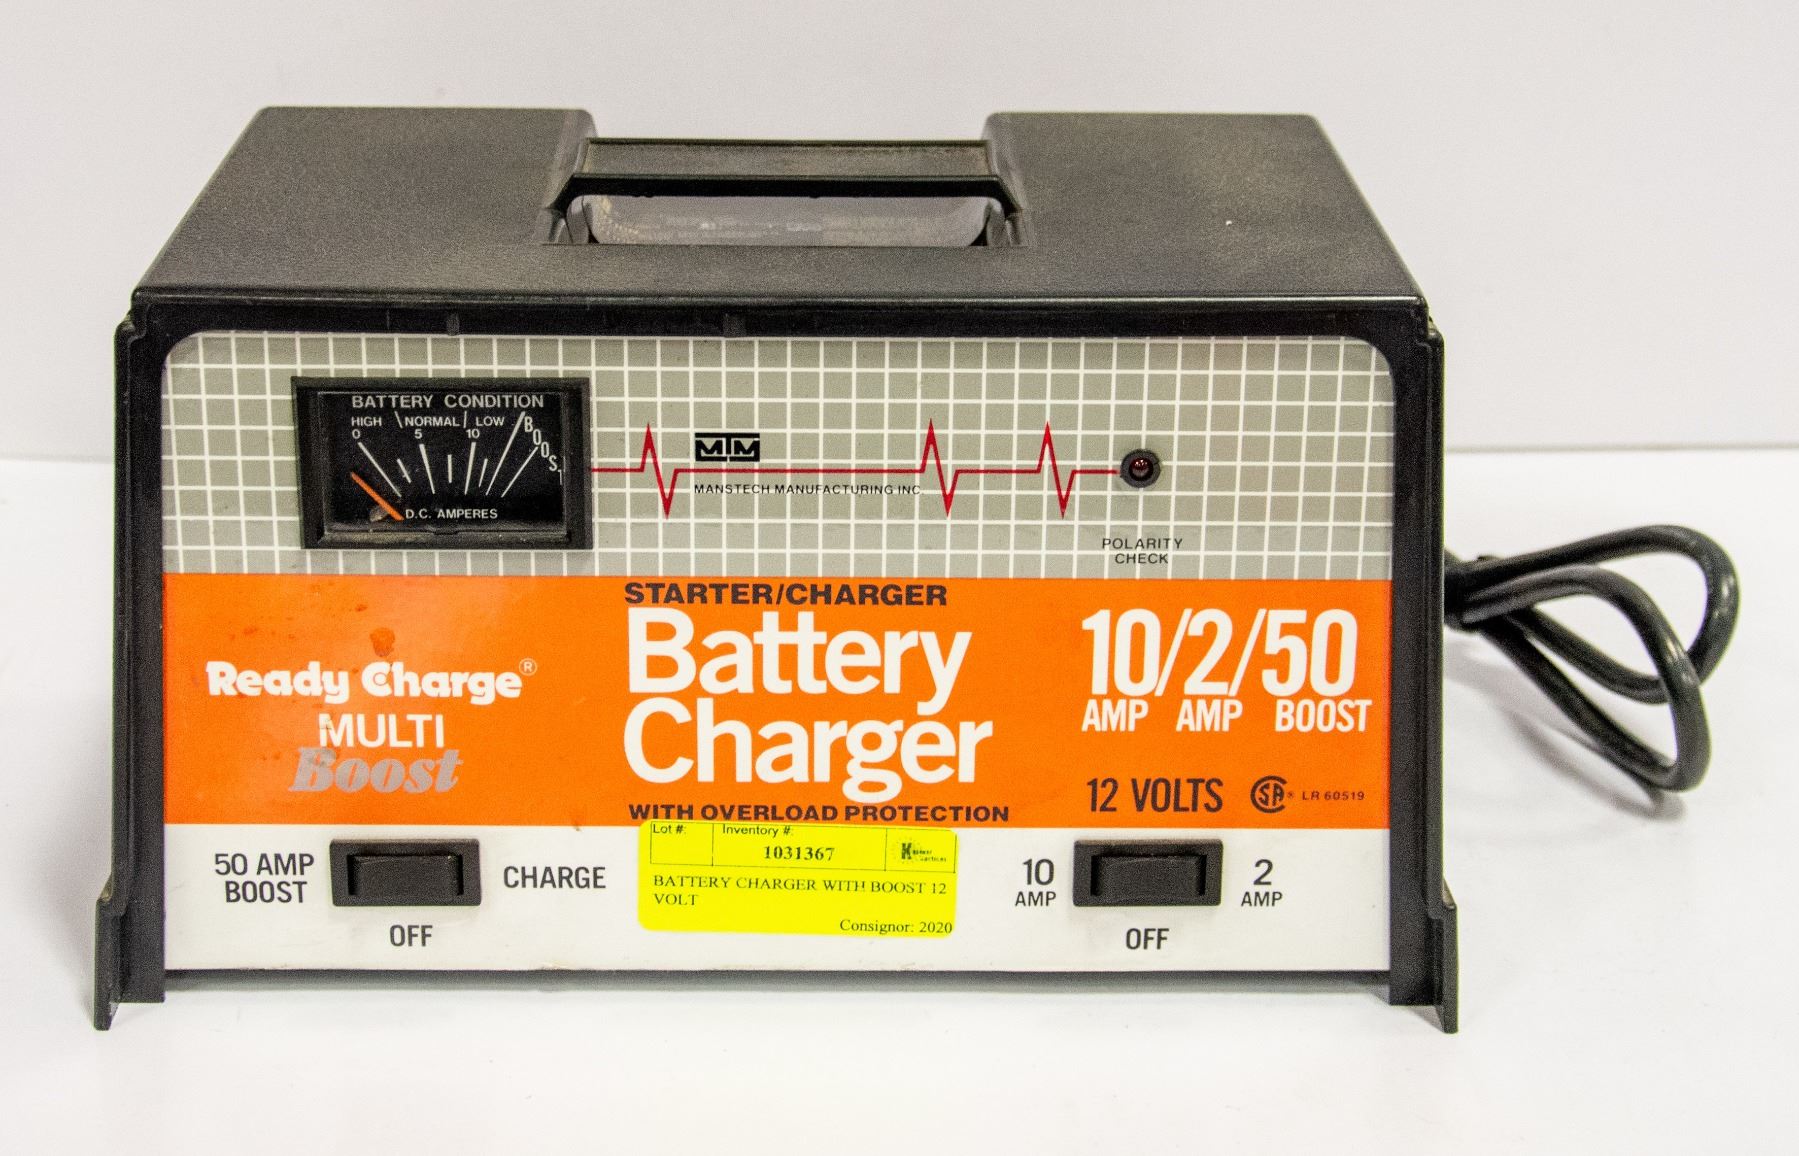 BATTERY CONDITION
HIGH \ NORMAL / LOW
BOOST
0 5 10
D.C. AMPERES
MTM
MANSTECH MANUFACTURING INC.
POLARITY
CHECK
STARTER/CHARGER
Battery
Charger
WITH OVERLOAD PROTECTION
Ready Charge®
MULTI
Boost
10/2/50
AMP AMP BOOST
12 VOLTS SA® LR 60519
50 AMP
BOOST
CHARGE
OFF
Lot #: Inventory #:
1031367
BATTERY CHARGER WITH BOOST 12
VOLT
Consignor: 2020
10
AMP
2
AMP
OFF